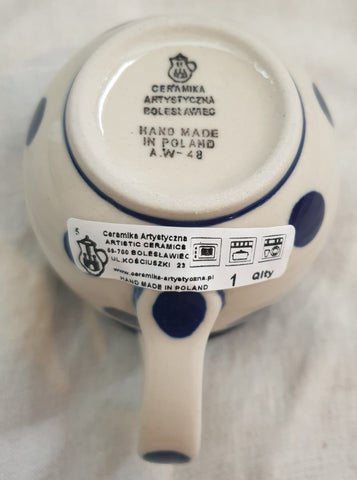 CERAMIKA
ARTYSTYCZNA
BOLESŁAWIEC
HAND MADE
IN POLAND
A.W-48
5
Ceramika Artystyczna
ARTISTIC CERAMICS
59-700 BOLESŁAWIEC
UL.KOŚCIUSZKI 23
www.ceramika-artystyczna.pl
HAND MADE IN POLAND
1 Qlty